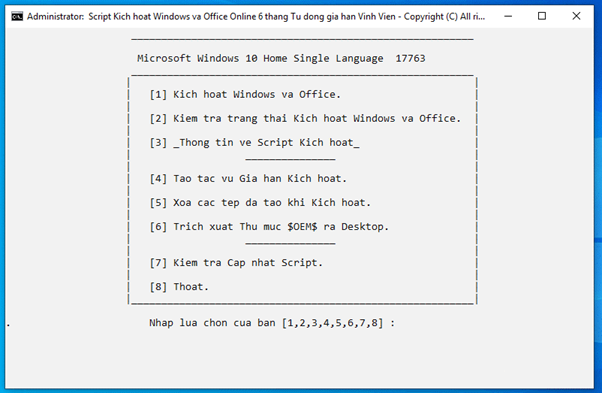 Administrator: Script Kich hoat Windows va Office Online 6 thang Tu dong gia han Vinh Vien - Copyright (C) All ri...
Microsoft Windows 10 Home Single Language 17763
[1] Kich hoat Windows va Office.
[2] Kiem tra trang thai Kich hoat Windows va Office.
[3] _Thong tin ve Script Kich hoat_
[4] Tao tac vu Gia han Kich hoat.
[5] Xoa cac tep da tao khi Kich hoat.
[6] Trich xuat Thu muc $OEM$ ra Desktop.
[7] Kiem tra Cap nhat Script.
[8] Thoat.
. Nhap lua chon cua ban [1,2,3,4,5,6,7,8] :